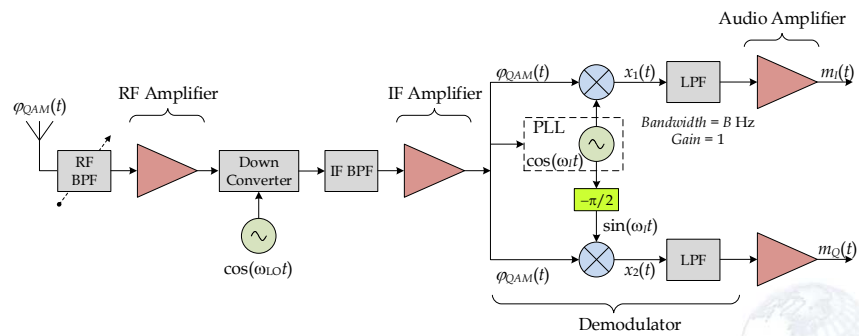 Audio Amplifier
φQAM(t)
x₁(t)
LPF
mI(t)
RF Amplifier
IF Amplifier
φQAM(t)
PLL
Bandwidth = B Hz
Gain = 1
cos(ωIt)
RF
BPF
Down
Converter
IF BPF
−π/2
sin(ωIt)
cos(ωLOt)
φQAM(t)
x₂(t)
LPF
mQ(t)
Demodulator